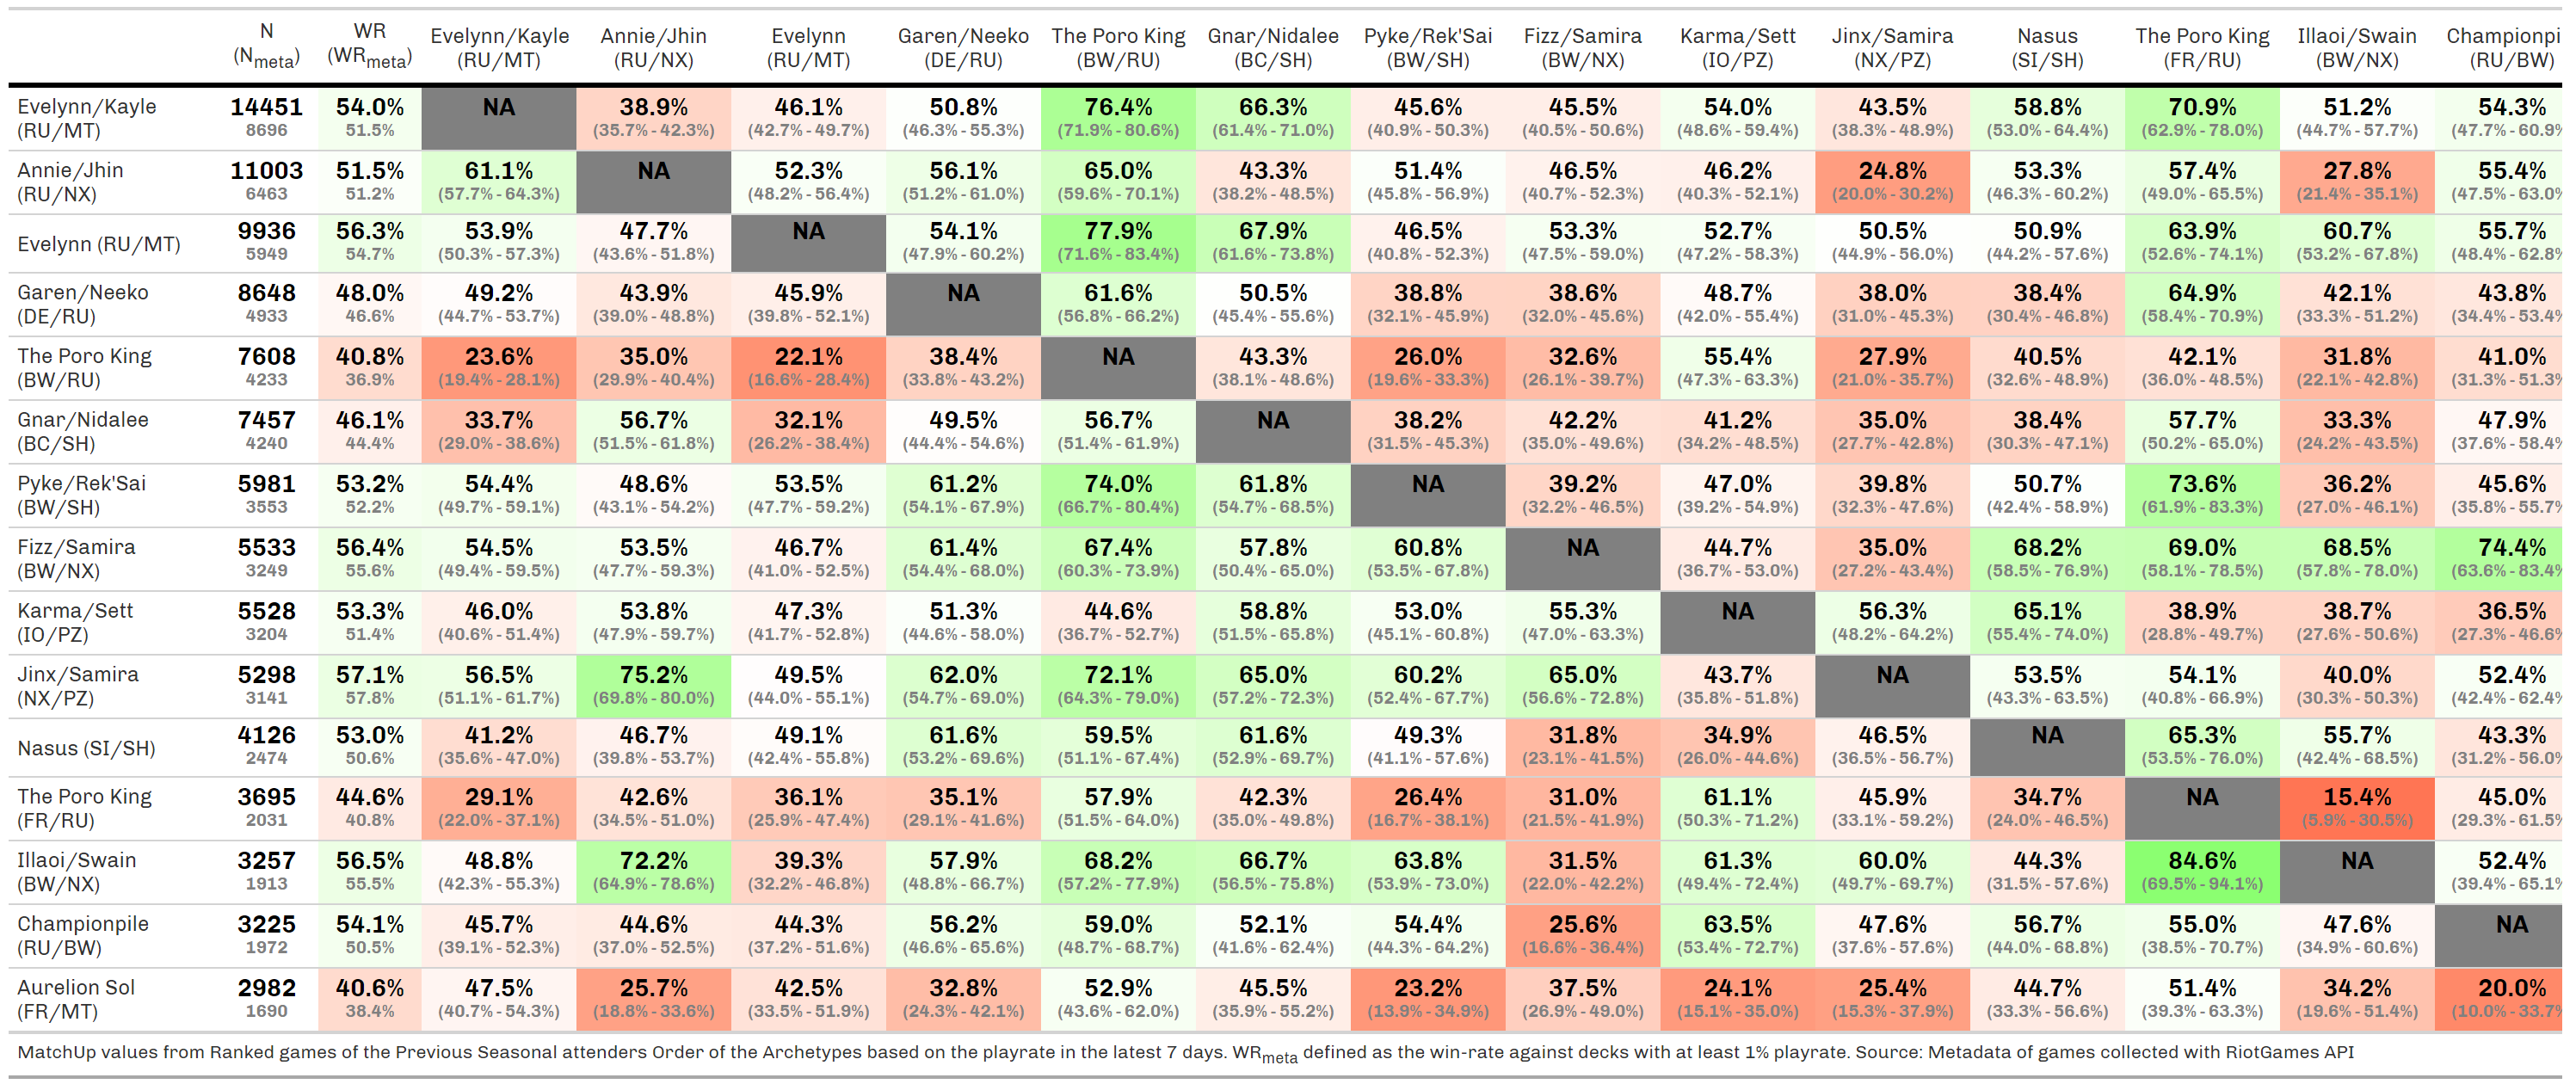 N WR Evelynn/Kayle Annie/Jhin Evelynn Garen/Neeko The Poro King Gnar/Nidalee Pyke/Rek'Sai Fizz/Samira Karma/Sett Jinx/Samira Nasus The Poro King Illaoi/Swain Championpi
(Nmeta) (WRmeta) (RU/MT) (RU/NX) (RU/MT) (DE/RU) (BW/RU) (BC/SH) (BW/SH) (BW/NX) (IO/PZ) (NX/PZ) (SI/SH) (FR/RU) (BW/NX) (RU/BW)
Evelynn/Kayle 14451 54.0% NA 38.9% 46.1% 50.8% 76.4% 66.3% 45.6% 45.5% 54.0% 43.5% 58.8% 70.9% 51.2% 54.3%
(RU/MT) 8696 51.5% (35.7% - 42.3%) (42.7% - 49.7%) (46.3% - 55.3%) (71.9% - 80.6%) (61.4% - 71.0%) (40.9% - 50.3%) (40.5% - 50.6%) (48.6% - 59.4%) (38.3% - 48.9%) (53.0% - 64.4%) (62.9% - 78.0%) (44.7% - 57.7%) (47.7% - 60.9%
Annie/Jhin 11003 51.5% 61.1% NA 52.3% 56.1% 65.0% 43.3% 51.4% 46.5% 46.2% 24.8% 53.3% 57.4% 27.8% 55.4%
(RU/NX) 6463 51.2% (57.7% - 64.3%) (48.2% - 56.4%) (51.2% - 61.0%) (59.6% - 70.1%) (38.2% - 48.5%) (45.8% - 56.9%) (40.7% - 52.3%) (40.3% - 52.1%) (20.0% - 30.2%) (46.3% - 60.2%) (49.0% - 65.5%) (21.4% - 35.1%) (47.5% - 63.0%
Evelynn (RU/MT) 9936 56.3% 53.9% 47.7% NA 54.1% 77.9% 67.9% 46.5% 53.3% 52.7% 50.5% 50.9% 63.9% 60.7% 55.7%
5949 54.7% (50.3% - 57.3%) (43.6% - 51.8%) (47.9% - 60.2%) (71.6% - 83.4%) (61.6% - 73.8%) (40.8% - 52.3%) (47.5% - 59.0%) (47.2% - 58.3%) (44.9% - 56.0%) (44.2% - 57.6%) (52.6% - 74.1%) (53.2% - 67.8%) (48.4% - 62.8%
Garen/Neeko 8648 48.0% 49.2% 43.9% 45.9% NA 61.6% 50.5% 38.8% 38.6% 48.7% 38.0% 38.4% 64.9% 42.1% 43.8%
(DE/RU) 4933 46.6% (44.7% - 53.7%) (39.0% - 48.8%) (39.8% - 52.1%) (56.8% - 66.2%) (45.4% - 55.6%) (32.1% - 45.9%) (32.0% - 45.6%) (42.0% - 55.4%) (31.0% - 45.3%) (30.4% - 46.8%) (58.4% - 70.9%) (33.3% - 51.2%) (34.4% - 53.4%
The Poro King 7608 40.8% 23.6% 35.0% 22.1% 38.4% NA 43.3% 26.0% 32.6% 55.4% 27.9% 40.5% 42.1% 31.8% 41.0%
(BW/RU) 4233 36.9% (19.4% - 28.1%) (29.9% - 40.4%) (16.6% - 28.4%) (33.8% - 43.2%) (38.1% - 48.6%) (19.6% - 33.3%) (26.1% - 39.7%) (47.3% - 63.3%) (21.0% - 35.7%) (32.6% - 48.9%) (36.0% - 48.5%) (22.1% - 42.8%) (31.3% - 51.3%
Gnar/Nidalee 7457 46.1% 33.7% 56.7% 32.1% 49.5% 56.7% NA 38.2% 42.2% 41.2% 35.0% 38.4% 57.7% 33.3% 47.9%
(BC/SH) 4240 44.4% (29.0% - 38.6%) (51.5% - 61.8%) (26.2% - 38.4%) (44.4% - 54.6%) (51.4% - 61.9%) (31.5% - 45.3%) (35.0% - 49.6%) (34.2% - 48.5%) (27.7% - 42.8%) (30.3% - 47.1%) (50.2% - 65.0%) (24.2% - 43.5%) (37.6% - 58.4%
Pyke/Rek'Sai 5981 53.2% 54.4% 48.6% 53.5% 61.2% 74.0% 61.8% NA 39.2% 47.0% 39.8% 50.7% 73.6% 36.2% 45.6%
(BW/SH) 3553 52.2% (49.7% - 59.1%) (43.1% - 54.2%) (47.7% - 59.2%) (54.1% - 67.9%) (66.7% - 80.4%) (54.7% - 68.5%) (32.2% - 46.5%) (39.2% - 54.9%) (32.3% - 47.6%) (42.4% - 58.9%) (61.9% - 83.3%) (27.0% - 46.1%) (35.8% - 55.7%
Fizz/Samira 5533 56.4% 54.5% 53.5% 46.7% 61.4% 67.4% 57.8% 60.8% NA 44.7% 35.0% 68.2% 69.0% 68.5% 74.4%
(BW/NX) 3249 55.6% (49.4% - 59.5%) (47.7% - 59.3%) (41.0% - 52.5%) (54.4% - 68.0%) (60.3% - 73.9%) (50.4% - 65.0%) (53.5% - 67.8%) (36.7% - 53.0%) (27.2% - 43.4%) (58.5% - 76.9%) (58.1% - 78.5%) (57.8% - 78.0%) (63.6% - 83.4%
Karma/Sett 5528 53.3% 46.0% 53.8% 47.3% 51.3% 44.6% 58.8% 53.0% 55.3% NA 56.3% 65.1% 38.9% 38.7% 36.5%
(IO/PZ) 3204 51.4% (40.6% - 51.4%) (47.9% - 59.7%) (41.7% - 52.8%) (44.6% - 58.0%) (36.7% - 52.7%) (51.5% - 65.8%) (45.1% - 60.8%) (47.0% - 63.3%) (48.2% - 64.2%) (55.4% - 74.0%) (28.8% - 49.7%) (27.6% - 50.6%) (27.3% - 46.6%
Jinx/Samira 5298 57.1% 56.5% 75.2% 49.5% 62.0% 72.1% 65.0% 60.2% 65.0% 43.7% NA 53.5% 54.1% 40.0% 52.4%
(NX/PZ) 3141 57.8% (51.1% - 61.7%) (69.8% - 80.0%) (44.0% - 55.1%) (54.7% - 69.0%) (64.3% - 79.0%) (57.2% - 72.3%) (52.4% - 67.7%) (56.6% - 72.8%) (35.8% - 51.8%) (43.3% - 63.5%) (40.8% - 66.9%) (30.3% - 50.3%) (42.4% - 62.4%
Nasus (SI/SH) 4126 53.0% 41.2% 46.7% 49.1% 61.6% 59.5% 61.6% 49.3% 31.8% 34.9% 46.5% NA 65.3% 55.7% 43.3%
2474 50.6% (35.6% - 47.0%) (39.8% - 53.7%) (42.4% - 55.8%) (53.2% - 69.6%) (51.1% - 67.4%) (52.9% - 69.7%) (41.1% - 57.6%) (23.1% - 41.5%) (26.0% - 44.6%) (36.5% - 56.7%) (53.5% - 76.0%) (42.4% - 68.5%) (31.2% - 56.0%
The Poro King 3695 44.6% 29.1% 42.6% 36.1% 35.1% 57.9% 42.3% 26.4% 31.0% 61.1% 45.9% 34.7% NA 15.4% 45.0%
(FR/RU) 2031 40.8% (22.0% - 37.1%) (34.5% - 51.0%) (25.9% - 47.4%) (29.1% - 41.6%) (51.5% - 64.0%) (35.0% - 49.8%) (16.7% - 38.1%) (21.5% - 41.9%) (50.3% - 71.2%) (33.1% - 59.2%) (24.0% - 46.5%) (5.9% - 30.5%) (29.3% - 61.5%
Illaoi/Swain 3257 56.5% 48.8% 72.2% 39.3% 57.9% 68.2% 66.7% 63.8% 31.5% 61.3% 60.0% 44.3% 84.6% NA 52.4%
(BW/NX) 1913 55.5% (42.3% - 55.3%) (64.9% - 78.6%) (32.2% - 46.8%) (48.8% - 66.7%) (57.2% - 77.9%) (56.5% - 75.8%) (53.9% - 73.0%) (22.0% - 42.2%) (49.4% - 72.4%) (49.7% - 69.7%) (31.5% - 57.6%) (69.5% - 94.1%) (39.4% - 65.1%
Championpile 3225 54.1% 45.7% 44.6% 44.3% 56.2% 59.0% 52.1% 54.4% 25.6% 63.5% 47.6% 56.7% 55.0% 47.6% NA
(RU/BW) 1972 50.5% (39.1% - 52.3%) (37.0% - 52.5%) (37.2% - 51.6%) (46.6% - 65.6%) (48.7% - 68.7%) (41.6% - 62.4%) (44.3% - 64.2%) (16.6% - 36.4%) (53.4% - 72.7%) (37.6% - 57.6%) (44.0% - 68.8%) (38.5% - 70.7%) (34.9% - 60.6%)
Aurelion Sol 2982 40.6% 47.5% 25.7% 42.5% 32.8% 52.9% 45.5% 23.2% 37.5% 24.1% 25.4% 44.7% 51.4% 34.2% 20.0%
(FR/MT) 1690 38.4% (40.7% - 54.3%) (18.8% - 33.6%) (33.5% - 51.9%) (24.3% - 42.1%) (43.6% - 62.0%) (35.9% - 55.2%) (13.9% - 34.9%) (26.9% - 49.0%) (15.1% - 35.0%) (15.3% - 37.9%) (33.3% - 56.6%) (39.3% - 63.3%) (19.6% - 51.4%) (10.0% - 33.7%
MatchUp values from Ranked games of the Previous Seasonal attenders Order of the Archetypes based on the playrate in the latest 7 days. WRmeta defined as the win-rate against decks with at least 1% playrate. Source: Metadata of games collected with RiotGames API